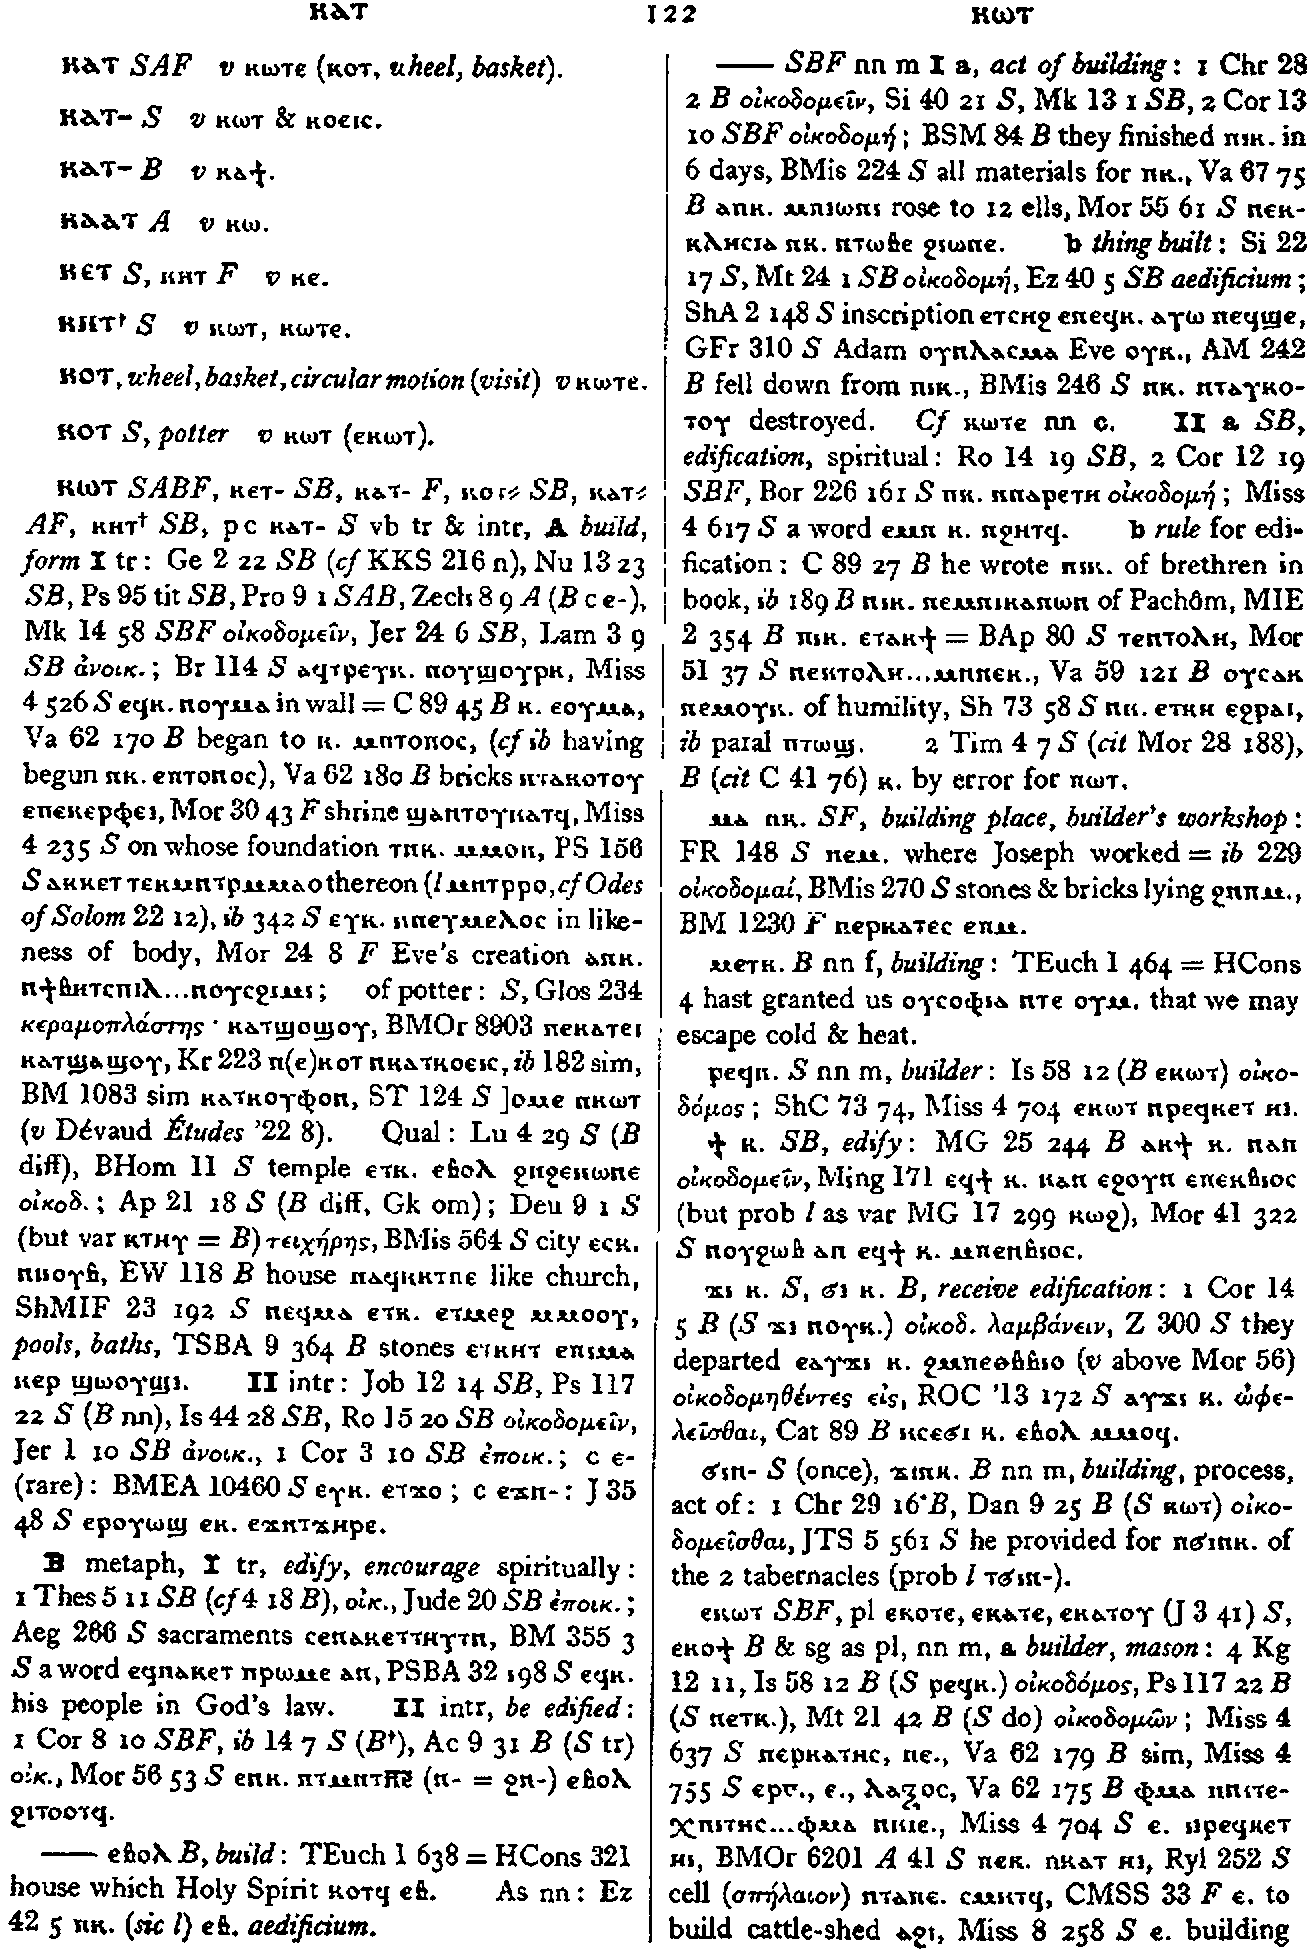 ⲕⲁⲧ 122 ⲕⲱⲧ
ⲕⲁⲧ SAF v ⲕⲱⲧⲉ (ⲕⲟⲧ, wheel, basket).
ⲕⲁⲧ- S v ⲕⲱⲧ & ⲕⲟⲉⲓⲥ.
ⲕⲁⲧ- B v ⲕⲁϯ.
ⲕⲁⲁⲧ A v ⲕⲱ.
ⲕⲉⲧ S, ⲕⲏⲧ F v ⲕⲉ.
ⲕⲏⲧ† S v ⲕⲱⲧ, ⲕⲱⲧⲉ.
ⲕⲟⲧ, wheel, basket, circular motion (visit) v ⲕⲱⲧⲉ.
ⲕⲟⲧ S, potter v ⲕⲱⲧ (ⲉⲕⲱⲧ).
ⲕⲱⲧ SABF, ⲕⲉⲧ- SB, ⲕⲁⲧ- F, ⲕⲟⲧ⸗ SB, ⲕⲁⲧ⸗
AF, ⲕⲏⲧ† SB, p c ⲕⲁⲧ- S vb tr & intr, A build,
form I tr: Ge 2 22 SB (cf KKS 216 n), Nu 13 23
SB, Ps 95 tit SB, Pro 9 1 SAB, Zech 8 9 A (B c e-),
Mk 14 58 SBF οἰκοδομεῖν, Jer 24 6 SB, Lam 3 9
SB ἀνοικ.; Br 114 S ⲁϥⲧⲣⲉⲩⲕ. ⲛⲟⲩϣⲟⲩⲣⲏ, Miss
4 526 S ⲉϥⲕ. ⲛⲟⲩⲙⲁ in wall = C 89 45 B ⲕ. ⲉⲟⲩⲙⲁ,
Va 62 170 B began to ⲕ. ⲙⲡⲧⲟⲡⲟⲥ, (cf ib having
begun ⲛⲕ. ⲉⲡⲧⲟⲡⲟⲥ), Va 62 180 B bricks ⲛⲧⲁⲕⲟⲧⲟⲩ
ⲉⲡⲉⲕⲉⲣⲫⲉⲓ, Mor 30 43 F shrine ϣⲁⲛⲧⲟⲩⲕⲁⲧϥ, Miss
4 235 S on whose foundation ⲧⲛⲕ. ⲙⲙⲟⲛ, PS 156
S ⲁⲕⲕⲉⲧ ⲧⲉⲕⲙⲛⲧⲣⲙⲙⲁⲟ thereon (l ⲙⲛⲧⲣⲣⲟ, cf Odes
of Solom 22 12), ib 342 S ⲉⲩⲕ. ⲛⲛⲉⲩⲙⲉⲗⲟⲥ in like-
ness of body, Mor 24 8 F Eve's creation ⲁⲡⲕ.
ⲛϯⲃⲏⲧⲥⲡⲓⲗ...ⲛⲟⲩⲥϩⲓⲙⲓ; of potter: S, Glos 234
κεραμοπλάστης · ⲕⲁⲧϣⲟϣⲟⲩ, BMOr 8903 ⲡⲉⲕⲁⲧⲉⲓ
ⲕⲁⲧϣⲁϣⲟⲩ, Kr 223 ⲡ(ⲉ)ⲕⲟⲧ ⲡⲕⲁⲧⲕⲟⲉⲓⲥ, ib 182 sim,
BM 1083 sim ⲕⲁⲧⲕⲟⲩⲫⲟⲛ, ST 124 S ]ⲟⲙⲉ ⲛⲕⲱⲧ
(v Dévaud Études '22 8). Qual: Lu 4 29 S (B
diff), BHom 11 S temple ⲉⲧⲕ. ⲉⲃⲟⲗ ϩⲛϩⲉⲛⲱⲛⲉ
οἰκοδ.; Ap 21 18 S (B diff, Gk om); Deu 9 1 S
(but var ⲕⲧⲏⲩ = B) τειχήρης, BMis 564 S city ⲉⲥⲕ.
ⲛⲛⲟⲩⲃ, EW 118 B house ⲛⲁϥⲕⲏⲧⲡⲉ like church,
ShMIF 23 192 S ⲡⲉϥⲙⲁ ⲉⲧⲕ. ⲉⲧⲙⲉϩ ⲙⲙⲟⲟⲩ,
pools, baths, TSBA 9 364 B stones ⲉⲧⲕⲏⲧ ⲉⲡⲓⲙⲁ
ⲛⲉⲣ ϣⲱⲟⲩϣⲓ. II intr: Job 12 14 SB, Ps 117
22 S (B nn), Is 44 28 SB, Ro 15 20 SB οἰκοδομεῖν,
Jer 1 10 SB ἀνοικ., 1 Cor 3 10 SB ἐποικ.; c e-
(rare): BMEA 10460 S ⲉⲩⲕ. ⲉⲧϫⲟ; c ⲉϫⲛ-: J 35
48 S ⲉⲣⲟⲩⲱϣ ⲉⲕ. ⲉϫⲛⲧϫⲏⲣⲉ.
B metaph, I tr, edify, encourage spiritually:
1 Thes 5 11 SB (cf 4 18 B), οἰκ., Jude 20 SB ἐποικ.;
Aeg 266 S sacraments ⲥⲉⲛⲁⲕⲉⲧⲧⲏⲩⲧⲛ, BM 355 3
S a word ⲉϥⲛⲁⲕⲉⲧ ⲣⲱⲙⲉ ⲁⲛ, PSBA 32 198 S ⲉϥⲕ.
his people in God's law. II intr, be edified:
1 Cor 8 10 SBF, ib 14 7 S (B†), Ac 9 31 B (S tr)
οἰκ., Mor 56 53 S ⲉⲛⲕ. (ⲛ- = ϩⲛ-) ⲉⲃⲟⲗ
ϩⲓⲧⲟⲟⲧϥ.
—— ⲉⲃⲟⲗ B, build: TEuch 1 638 = HCons 321
house which Holy Spirit ⲕⲟⲧϥ ⲉⲃ. As nn: Ez
42 5 ⲡⲕ. (sic l) ⲉⲃ. aedificium.
—— SBF nn m I a, act of building: 1 Chr 28
2 B οἰκοδομεῖν, Si 40 21 S, Mk 13 1 SB, 2 Cor 13
10 SBF οἰκοδομή; BSM 84 B they finished ⲡⲓⲕ. in
6 days, BMis 224 S all materials for ⲡⲕ., Va 67 75
B ⲁⲡⲕ. ⲙⲡⲓⲱⲛⲓ rose to 12 ells, Mor 55 61 S ⲛⲉⲕ-
ⲕⲗⲏⲥⲓⲁ ⲛⲕ. ⲛⲧⲱⲃⲉ ϩⲓⲱⲛⲉ. b thing built: Si 22
17 S, Mt 24 1 SB οἰκοδομή, Ez 40 5 SB aedificium;
ShA 2 148 S inscription ⲉⲧⲥⲏϩ ⲉⲡⲉϥⲕ. ⲁⲩⲱ ⲡⲉϥϣⲉ,
GFr 310 S Adam ⲟⲩⲡⲗⲁⲥⲙⲁ Eve ⲟⲩⲕ., AM 242
B fell down from ⲡⲓⲕ., BMis 246 S ⲡⲕ. ⲛⲧⲁⲩⲕⲟ-
ⲧⲟⲩ destroyed. Cf ⲕⲱⲧⲉ nn c. II a SB,
edification, spiritual: Ro 14 19 SB, 2 Cor 12 19
SBF, Bor 226 161 S ⲡⲕ. ⲛⲛⲁⲣⲉⲧⲏ οἰκοδομή; Miss
4 617 S a word ⲉⲙⲛ ⲕ. ⲛϩⲏⲧϥ. b rule for edi-
fication: C 89 27 B he wrote ⲡⲓⲕ. of brethren in
book, ib 189 B ⲡⲓⲕ. ⲛⲉⲙⲡⲓⲕⲁⲛⲱⲛ of Pachôm, MIE
2 354 B ⲡⲓⲕ. ⲉⲧⲁⲕϯ = BAp 80 S ⲧⲉⲛⲧⲟⲗⲏ, Mor
51 37 S ⲛⲉⲛⲧⲟⲗⲏ...ⲙⲛⲛⲉⲕ., Va 59 121 B ⲟⲩⲥⲁϩ
ⲛⲉⲙⲟⲩⲕ. of humility, Sh 73 58 S ⲡⲕ. ⲉⲧⲕⲏ ⲉϩⲣⲁⲓ,
ib paral ⲡⲧⲱϣ. 2 Tim 4 7 S (cit Mor 28 188),
B (cit C 41 76) ⲕ. by error for ⲡⲱⲧ.
ⲙⲁ ⲛⲕ. SF, building place, builder's workshop:
FR 148 S ⲡⲉⲙ. where Joseph worked = ib 229
οἰκοδομαί, BMis 270 S stones & bricks lying ϩⲙⲡⲙ.,
BM 1230 F ⲡⲉⲣⲕⲁⲧⲉⲥ ⲉⲡⲙ.
ⲙⲉⲧⲕ. B nn f, building: TEuch 1 464 = HCons
4 hast granted us ⲟⲩⲥⲟⲫⲓⲁ ⲛⲧⲉ ⲟⲩⲙ. that we may
escape cold & heat.
ⲣⲉϥⲕ. S nn m, builder: Is 58 12 (B ⲉⲕⲱⲧ) οἰκο-
δόμος; ShC 73 74, Miss 4 704 ⲉⲕⲱⲧ ⲛⲣⲉϥⲕⲉⲧ ⲏⲓ.
ϯ ⲕ. SB, edify: MG 25 244 B ⲁⲕϯ ⲕ. ⲛⲁⲛ
οἰκοδομεῖν, Ming 171 ⲉϥϯ ⲕ. ⲛⲁⲛ ⲉϩⲟⲩⲛ ⲉⲡⲉⲕⲃⲓⲟⲥ
(but prob l as var MG 17 299 ⲕⲱϩ), Mor 41 322
S ⲛⲟⲩϩⲱⲃ ⲁⲛ ⲉϥϯ ⲕ. ⲙⲡⲉⲛⲃⲓⲟⲥ.
ϫⲓ ⲕ. S, ϭⲓ ⲕ. B, receive edification: 1 Cor 14
5 B (S ϫⲓ ⲛⲟⲩⲕ.) οἰκοδ. λαμβάνειν, Z 300 S they
departed ⲉⲁⲩϫⲓ ⲕ. ϩⲙⲡⲉⲑⲃⲃⲓⲟ (v above Mor 56)
οἰκοδομηθέντες εἰς, ROC '13 172 S ⲁⲩϫⲓ ⲕ. ὠφε-
λεῖσθαι, Cat 89 B ⲛⲥⲉϭⲓ ⲕ. ⲉⲃⲟⲗ ⲙⲙⲟϥ.
ϭⲓⲛ- S (once), ϫⲓⲛⲕ. B nn m, building, process,
act of: 1 Chr 29 16 B, Dan 9 25 B (S ⲕⲱⲧ) οἰκο-
δομεῖσθαι, JTS 5 561 S he provided for ⲡϭⲓⲛⲕ. of
the 2 tabernacles (prob l ⲧϭⲓⲛ-).
ⲉⲕⲱⲧ SBF, pl ⲉⲕⲟⲧⲉ, ⲉⲕⲁⲧⲉ, ⲉⲕⲁⲧⲟⲩ (J 3 41) S,
ⲉⲕⲟϯ B & sg as pl, nn m, a builder, mason: 4 Kg
12 11, Is 58 12 B (S ⲣⲉϥⲕ.) οἰκοδόμος, Ps 117 22 B
(S ⲡⲉⲧⲕ.), Mt 21 42 B (S do) οἰκοδομῶν; Miss 4
637 S ⲛⲉⲣⲕⲁⲧⲏⲥ, ⲛⲉ., Va 62 179 B sim, Miss 4
755 S ⲉⲣⲅ., ⲉ., ⲗⲁⲝⲟⲥ, Va 62 175 B ⲫⲙⲁ ⲛⲛⲓⲧⲉ-
ⲭⲛⲓⲧⲏⲥ...ⲫⲙⲁ ⲛⲛⲓⲉ., Miss 4 704 S ⲉ. ⲛⲣⲉϥⲕⲉⲧ
ⲏⲓ, BMOr 6201 A 41 S ⲡⲉⲕ. ⲛⲕⲁⲧ ⲏⲓ, Ryl 252 S
cell (σπήλαιον) ⲛⲧⲁⲡⲉ. ⲥⲙⲛⲧϥ, CMSS 33 F ⲉ. to
build cattle-shed ⲁϩⲓ, Miss 8 258 S ⲉ. building